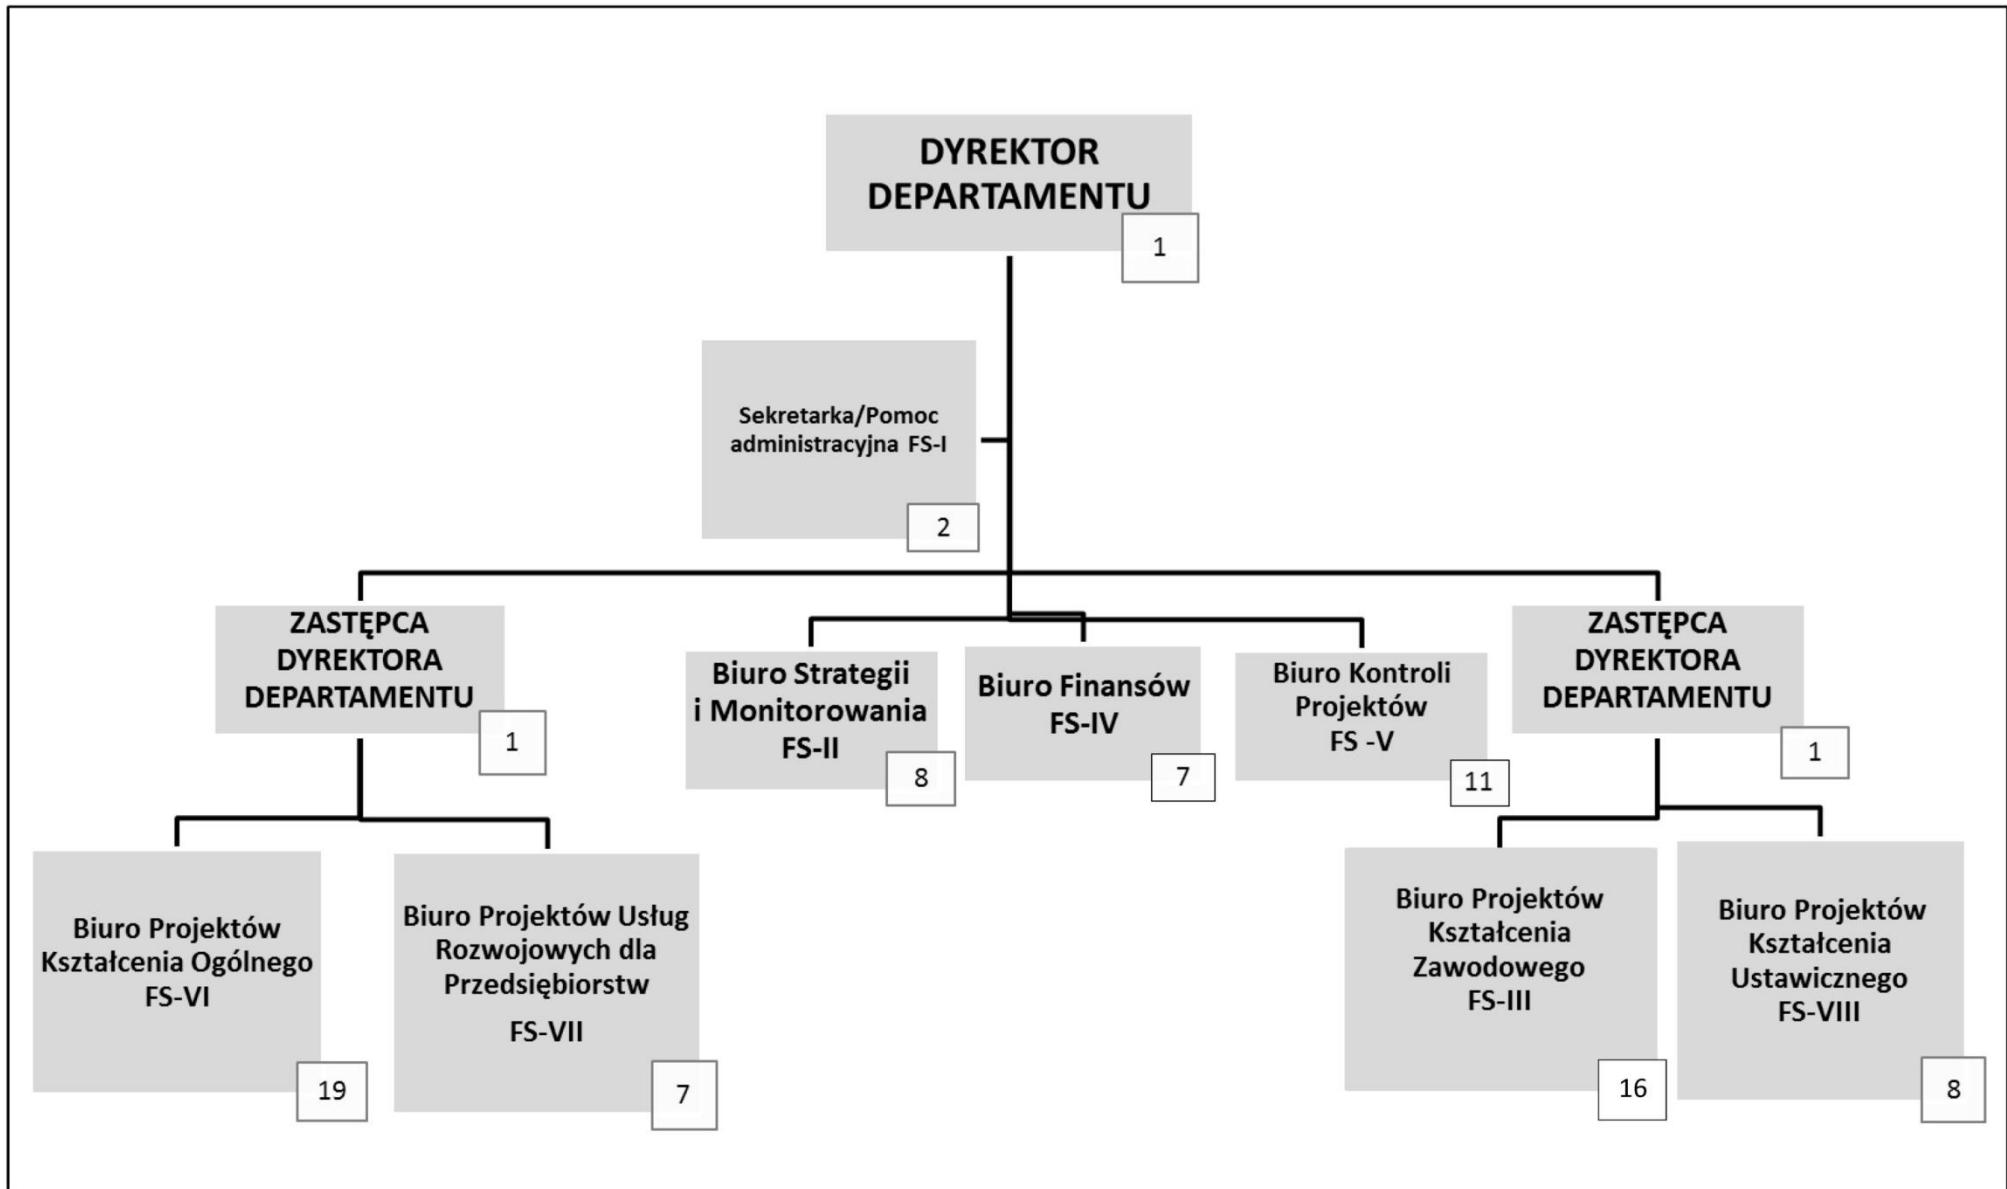 DYREKTOR
DEPARTAMENTU
1
Sekretarka/Pomoc
administracyjna FS-I
2
ZASTĘPCA
DYREKTORA
DEPARTAMENTU
1
Biuro Strategii
i Monitorowania
FS-II
8
Biuro Finansów
FS-IV
7
Biuro Kontroli
Projektów
FS -V
11
ZASTĘPCA
DYREKTORA
DEPARTAMENTU
1
Biuro Projektów
Kształcenia Ogólnego
FS-VI
19
Biuro Projektów Usług
Rozwojowych dla
Przedsiębiorstw
FS-VII
7
Biuro Projektów
Kształcenia
Zawodowego
FS-III
16
Biuro Projektów
Kształcenia
Ustawicznego
FS-VIII
8